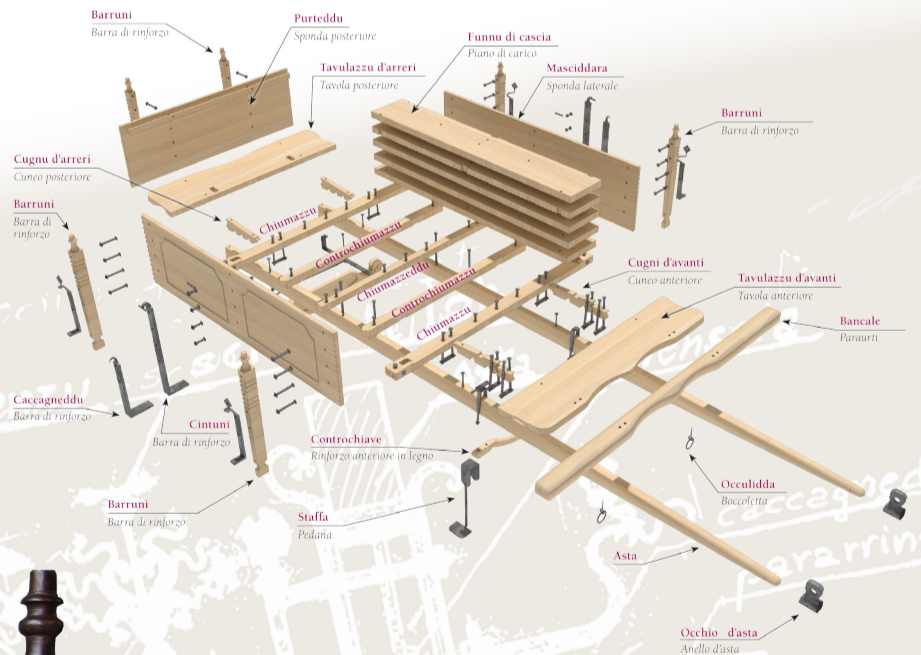 Barruni
Barra di rinforzo
Purteddu
Sponda posteriore
Funnu di cascia
Piano di carico
Tavulazzu d'arreri
Tavola posteriore
Masciddara
Sponda laterale
Barruni
Barra di rinforzo
Cugnu d'arreri
Cuneo posteriore
Barruni
Barra di
rinforzo
Chiumazzu
Controchiumazzu
Chiumazzeddu
Controchiumazzu
Chiumazzu
Cugni d'avanti
Cuneo anteriore
Tavulazzu d'avanti
Tavola anteriore
Bancale
Paraurti
Caccagneddu
Barra di rinforzo
Cintuni
Barra di rinforzo
Controchiave
Rinforzo anteriore in legno
Occulidda
Boccoletta
Barruni
Barra di rinforzo
Staffa
Pedana
Asta
Occhio d'asta
Anello d'asta